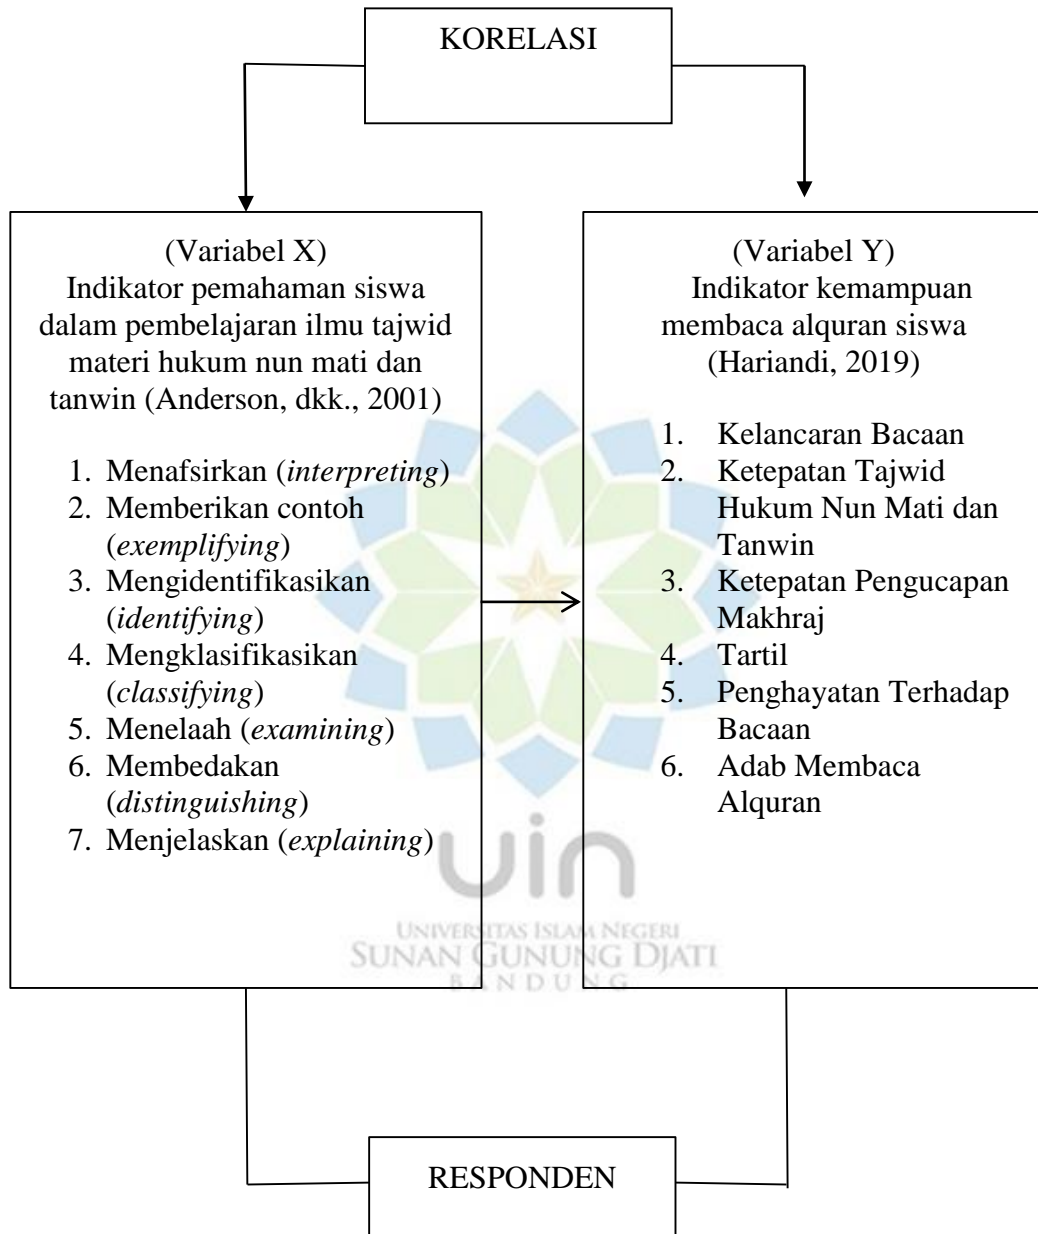 KORELASI
(Variabel X)
Indikator pemahaman siswa
dalam pembelajaran ilmu tajwid
materi hukum nun mati dan
tanwin (Anderson, dkk., 2001)
1. Menafsirkan (interpreting)
2. Memberikan contoh
(exemplifying)
3. Mengidentifikasikan
(identifying)
4. Mengklasifikasikan
(classifying)
5. Menelaah (examining)
6. Membedakan
(distinguishing)
7. Menjelaskan (explaining)
(Variabel Y)
Indikator kemampuan
membaca alquran siswa
(Hariandi, 2019)
1. Kelancaran Bacaan
2. Ketepatan Tajwid
Hukum Nun Mati dan
Tanwin
3. Ketepatan Pengucapan
Makhraj
4. Tartil
5. Penghayatan Terhadap
Bacaan
6. Adab Membaca
Alquran
uin
UNIVERSITAS ISLAM NEGERI
SUNAN GUNUNG DJATI
BANDUNG
RESPONDEN